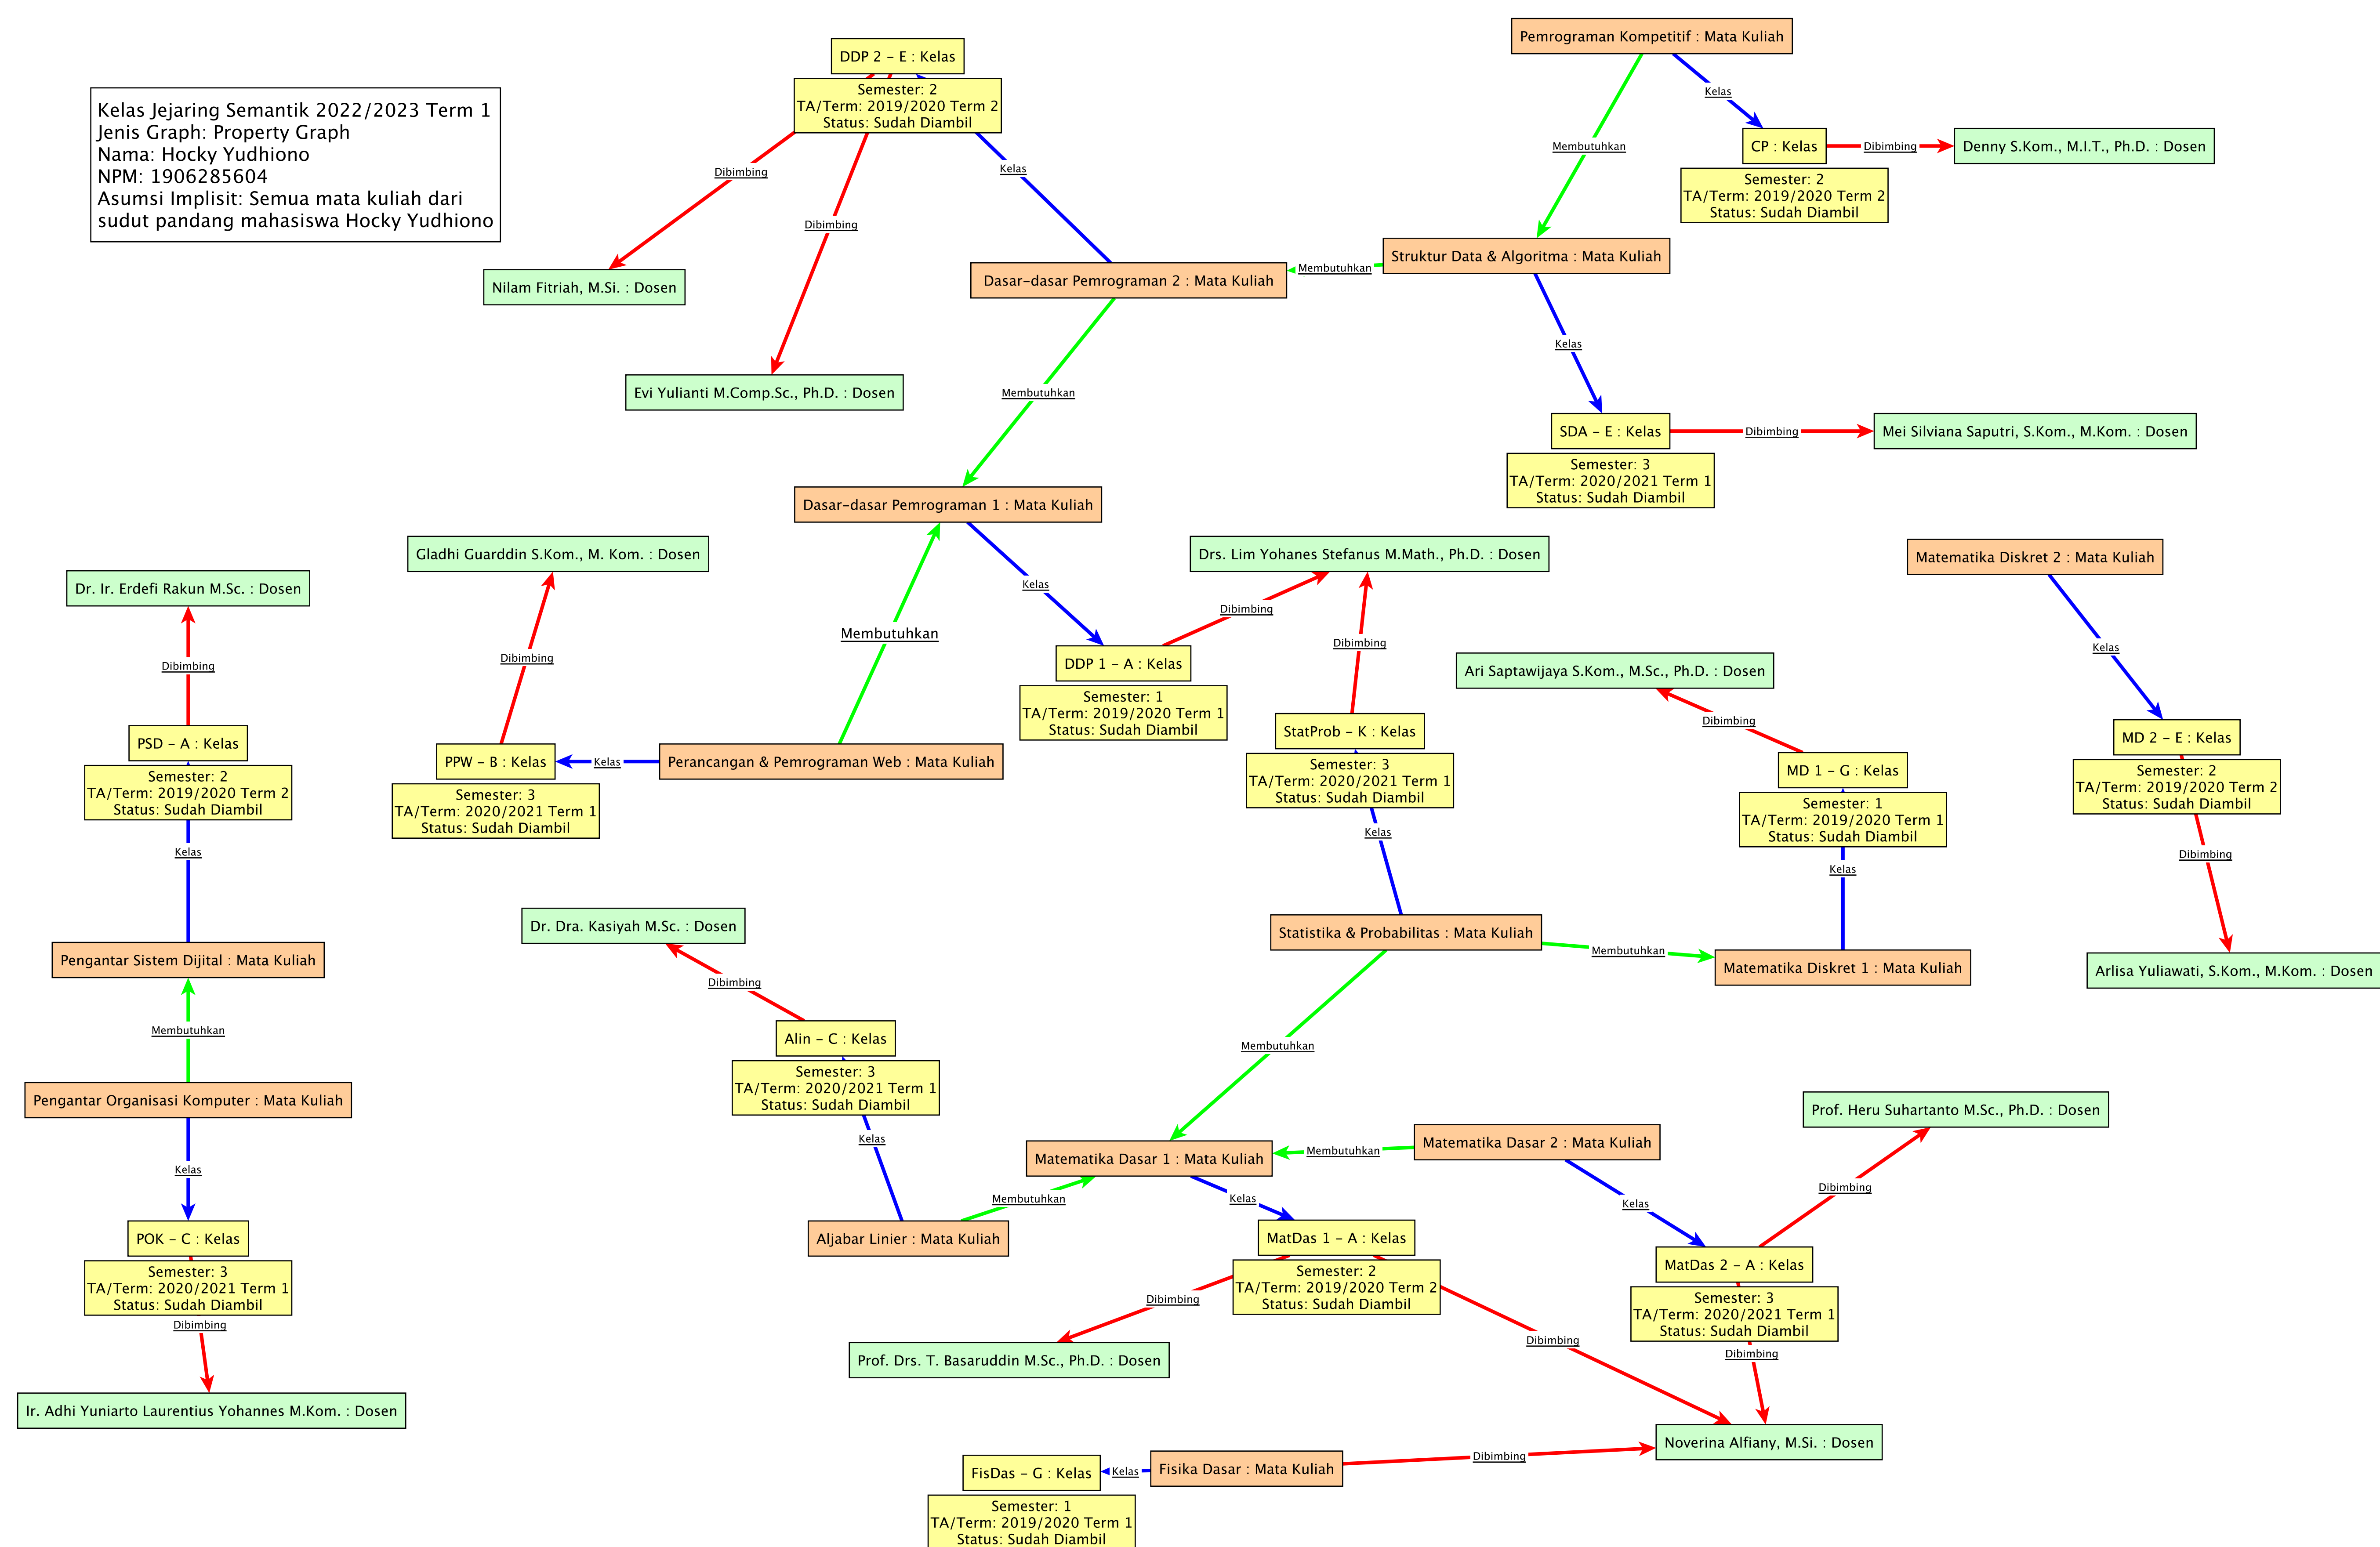 Kelas Jejaring Semantik 2022/2023 Term 1
Jenis Graph: Property Graph
Nama: Hocky Yudhiono
NPM: 1906285604
Asumsi Implisit: Semua mata kuliah dari
sudut pandang mahasiswa Hocky Yudhiono
DDP 2 - E : Kelas
Semester: 2
TA/Term: 2019/2020 Term 2
Status: Sudah Diambil
Pemrograman Kompetitif : Mata Kuliah
Kelas
Membutuhkan
CP : Kelas
Dibimbing
Denny S.Kom., M.I.T., Ph.D. : Dosen
Semester: 2
TA/Term: 2019/2020 Term 2
Status: Sudah Diambil
Dibimbing
Kelas
Dibimbing
Struktur Data & Algoritma : Mata Kuliah
Membutuhkan
Dasar-dasar Pemrograman 2 : Mata Kuliah
Nilam Fitriah, M.Si. : Dosen
Kelas
Evi Yulianti M.Comp.Sc., Ph.D. : Dosen
Membutuhkan
SDA - E : Kelas
Dibimbing
Mei Silviana Saputri, S.Kom., M.Kom. : Dosen
Semester: 3
TA/Term: 2020/2021 Term 1
Status: Sudah Diambil
Dasar-dasar Pemrograman 1 : Mata Kuliah
Gladhi Guarddin S.Kom., M. Kom. : Dosen
Drs. Lim Yohanes Stefanus M.Math., Ph.D. : Dosen
Matematika Diskret 2 : Mata Kuliah
Dr. Ir. Erdefi Rakun M.Sc. : Dosen
Kelas
Dibimbing
Membutuhkan
Dibimbing
Kelas
Dibimbing
Dibimbing
DDP 1 - A : Kelas
Semester: 1
TA/Term: 2019/2020 Term 1
Status: Sudah Diambil
Ari Saptawijaya S.Kom., M.Sc., Ph.D. : Dosen
Dibimbing
PSD - A : Kelas
Semester: 2
TA/Term: 2019/2020 Term 2
Status: Sudah Diambil
PPW - B : Kelas
Kelas
Perancangan & Pemrograman Web : Mata Kuliah
Semester: 3
TA/Term: 2020/2021 Term 1
Status: Sudah Diambil
StatProb - K : Kelas
Semester: 3
TA/Term: 2020/2021 Term 1
Status: Sudah Diambil
MD 1 - G : Kelas
Semester: 1
TA/Term: 2019/2020 Term 1
Status: Sudah Diambil
MD 2 - E : Kelas
Semester: 2
TA/Term: 2019/2020 Term 2
Status: Sudah Diambil
Kelas
Kelas
Kelas
Dibimbing
Dr. Dra. Kasiyah M.Sc. : Dosen
Statistika & Probabilitas : Mata Kuliah
Membutuhkan
Pengantar Sistem Dijital : Mata Kuliah
Matematika Diskret 1 : Mata Kuliah
Arlisa Yuliawati, S.Kom., M.Kom. : Dosen
Dibimbing
Membutuhkan
Alin - C : Kelas
Semester: 3
TA/Term: 2020/2021 Term 1
Status: Sudah Diambil
Membutuhkan
Pengantar Organisasi Komputer : Mata Kuliah
Prof. Heru Suhartanto M.Sc., Ph.D. : Dosen
Kelas
Kelas
Matematika Dasar 1 : Mata Kuliah
Membutuhkan
Matematika Dasar 2 : Mata Kuliah
Dibimbing
Membutuhkan
Kelas
Kelas
POK - C : Kelas
Semester: 3
TA/Term: 2020/2021 Term 1
Status: Sudah Diambil
Aljabar Linier : Mata Kuliah
MatDas 1 - A : Kelas
Semester: 2
TA/Term: 2019/2020 Term 2
Status: Sudah Diambil
MatDas 2 - A : Kelas
Semester: 3
TA/Term: 2020/2021 Term 1
Status: Sudah Diambil
Dibimbing
Dibimbing
Dibimbing
Dibimbing
Prof. Drs. T. Basaruddin M.Sc., Ph.D. : Dosen
Ir. Adhi Yuniarto Laurentius Yohannes M.Kom. : Dosen
Noverina Alfiany, M.Si. : Dosen
FisDas - G : Kelas
Kelas
Fisika Dasar : Mata Kuliah
Dibimbing
Semester: 1
TA/Term: 2019/2020 Term 1
Status: Sudah Diambil